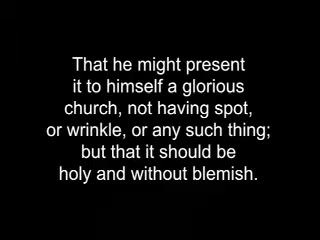 That he might present
it to himself a glorious
church, not having spot,
or wrinkle, or any such thing;
but that it should be
holy and without blemish.